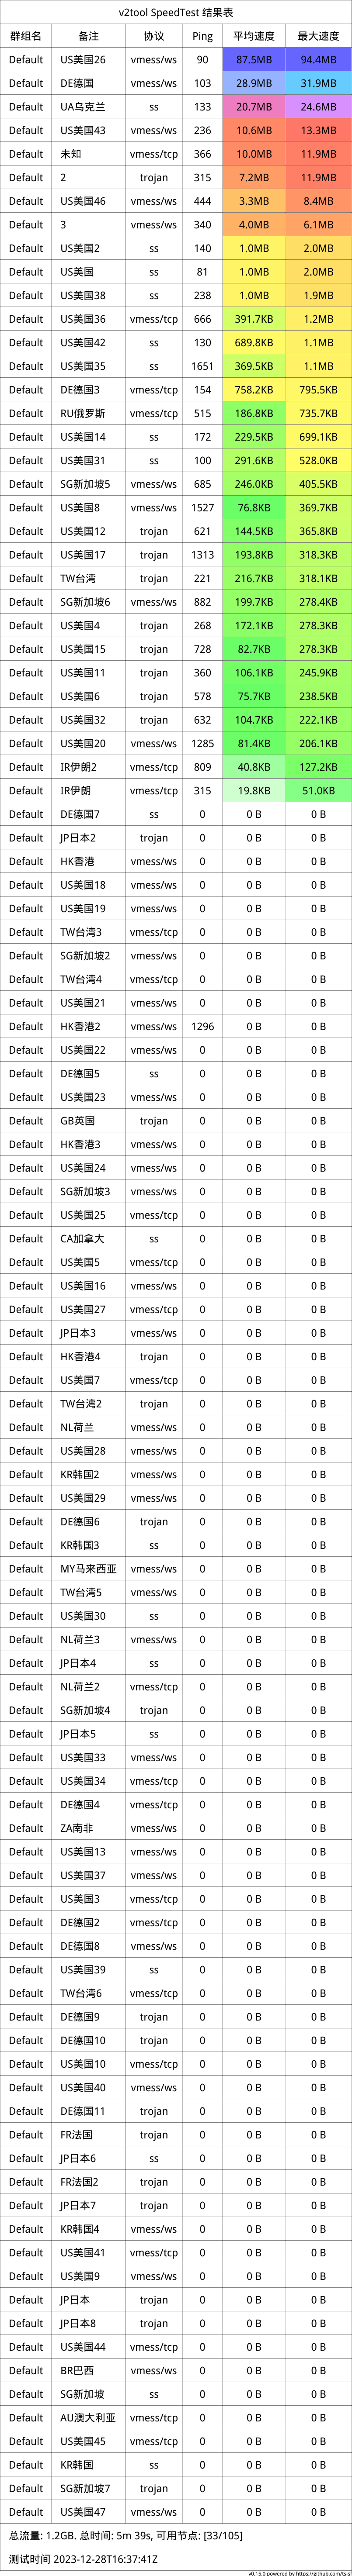 v2tool SpeedTest 结果表
群组名 备注 协议 Ping 平均速度 最大速度
Default US美国26 vmess/ws 90 87.5MB 94.4MB
Default DE德国 vmess/ws 103 28.9MB 31.9MB
Default UA乌克兰 ss 133 20.7MB 24.6MB
Default US美国43 vmess/ws 236 10.6MB 13.3MB
Default 未知 vmess/tcp 366 10.0MB 11.9MB
Default 2 trojan 315 7.2MB 11.9MB
Default US美国46 vmess/ws 444 3.3MB 8.4MB
Default 3 vmess/ws 340 4.0MB 6.1MB
Default US美国2 ss 140 1.0MB 2.0MB
Default US美国 ss 81 1.0MB 2.0MB
Default US美国38 ss 238 1.0MB 1.9MB
Default US美国36 vmess/tcp 666 391.7KB 1.2MB
Default US美国42 ss 130 689.8KB 1.1MB
Default US美国35 ss 1651 369.5KB 1.1MB
Default DE德国3 vmess/tcp 154 758.2KB 795.5KB
Default RU俄罗斯 vmess/tcp 515 186.8KB 735.7KB
Default US美国14 ss 172 229.5KB 699.1KB
Default US美国31 ss 100 291.6KB 528.0KB
Default SG新加坡5 vmess/ws 685 246.0KB 405.5KB
Default US美国8 vmess/ws 1527 76.8KB 369.7KB
Default US美国12 trojan 621 144.5KB 365.8KB
Default US美国17 trojan 1313 193.8KB 318.3KB
Default TW台湾 trojan 221 216.7KB 318.1KB
Default SG新加坡6 vmess/ws 882 199.7KB 278.4KB
Default US美国4 trojan 268 172.1KB 278.3KB
Default US美国15 trojan 728 82.7KB 278.3KB
Default US美国11 trojan 360 106.1KB 245.9KB
Default US美国6 trojan 578 75.7KB 238.5KB
Default US美国32 trojan 632 104.7KB 222.1KB
Default US美国20 vmess/ws 1285 81.4KB 206.1KB
Default IR伊朗2 vmess/ws 809 40.8KB 127.2KB
Default IR伊朗 vmess/ws 315 19.8KB 51.0KB
Default DE德国7 ss 0 0 B 0 B
Default JP日本2 trojan 0 0 B 0 B
Default HK香港 vmess/ws 0 0 B 0 B
Default US美国18 vmess/ws 0 0 B 0 B
Default US美国19 vmess/ws 0 0 B 0 B
Default TW台湾3 vmess/tcp 0 0 B 0 B
Default SG新加坡2 vmess/ws 0 0 B 0 B
Default TW台湾4 vmess/tcp 0 0 B 0 B
Default US美国21 vmess/ws 0 0 B 0 B
Default HK香港2 vmess/ws 1296 0 B 0 B
Default US美国22 vmess/ws 0 0 B 0 B
Default DE德国5 ss 0 0 B 0 B
Default US美国23 vmess/ws 0 0 B 0 B
Default GB英国 trojan 0 0 B 0 B
Default HK香港3 vmess/ws 0 0 B 0 B
Default US美国24 vmess/ws 0 0 B 0 B
Default SG新加坡3 vmess/ws 0 0 B 0 B
Default US美国25 vmess/tcp 0 0 B 0 B
Default CA加拿大 ss 0 0 B 0 B
Default US美国5 vmess/tcp 0 0 B 0 B
Default US美国16 vmess/ws 0 0 B 0 B
Default US美国27 vmess/tcp 0 0 B 0 B
Default JP日本3 vmess/ws 0 0 B 0 B
Default HK香港4 trojan 0 0 B 0 B
Default US美国7 vmess/tcp 0 0 B 0 B
Default TW台湾2 trojan 0 0 B 0 B
Default NL荷兰 vmess/ws 0 0 B 0 B
Default US美国28 vmess/ws 0 0 B 0 B
Default KR韩国2 vmess/ws 0 0 B 0 B
Default US美国29 vmess/ws 0 0 B 0 B
Default DE德国6 trojan 0 0 B 0 B
Default KR韩国3 ss 0 0 B 0 B
Default MY马来西亚 vmess/ws 0 0 B 0 B
Default TW台湾5 vmess/ws 0 0 B 0 B
Default US美国30 ss 0 0 B 0 B
Default NL荷兰3 vmess/ws 0 0 B 0 B
Default JP日本4 ss 0 0 B 0 B
Default NL荷兰2 vmess/tcp 0 0 B 0 B
Default SG新加坡4 trojan 0 0 B 0 B
Default JP日本5 ss 0 0 B 0 B
Default US美国33 vmess/ws 0 0 B 0 B
Default US美国34 vmess/tcp 0 0 B 0 B
Default DE德国4 vmess/tcp 0 0 B 0 B
Default ZA南非 vmess/ws 0 0 B 0 B
Default US美国13 vmess/ws 0 0 B 0 B
Default US美国37 vmess/ws 0 0 B 0 B
Default US美国3 vmess/tcp 0 0 B 0 B
Default DE德国2 vmess/tcp 0 0 B 0 B
Default DE德国8 vmess/ws 0 0 B 0 B
Default US美国39 ss 0 0 B 0 B
Default TW台湾6 vmess/tcp 0 0 B 0 B
Default DE德国9 trojan 0 0 B 0 B
Default DE德国10 trojan 0 0 B 0 B
Default US美国10 vmess/tcp 0 0 B 0 B
Default US美国40 vmess/ws 0 0 B 0 B
Default DE德国11 trojan 0 0 B 0 B
Default FR法国 trojan 0 0 B 0 B
Default JP日本6 ss 0 0 B 0 B
Default FR法国2 trojan 0 0 B 0 B
Default JP日本7 trojan 0 0 B 0 B
Default KR韩国4 vmess/ws 0 0 B 0 B
Default US美国41 vmess/tcp 0 0 B 0 B
Default US美国9 vmess/ws 0 0 B 0 B
Default JP日本 trojan 0 0 B 0 B
Default JP日本8 trojan 0 0 B 0 B
Default US美国44 vmess/tcp 0 0 B 0 B
Default BR巴西 vmess/ws 0 0 B 0 B
Default SG新加坡 ss 0 0 B 0 B
Default AU澳大利亚 vmess/tcp 0 0 B 0 B
Default US美国45 vmess/tcp 0 0 B 0 B
Default KR韩国 ss 0 0 B 0 B
Default SG新加坡7 trojan 0 0 B 0 B
Default US美国47 vmess/ws 0 0 B 0 B
总流量: 1.2GB. 总时间: 5m 39s, 可用节点: [33/105]
测试时间 2023-12-28T16:37:41Z
v0.15.0 powered by https://github.com/ts-sf